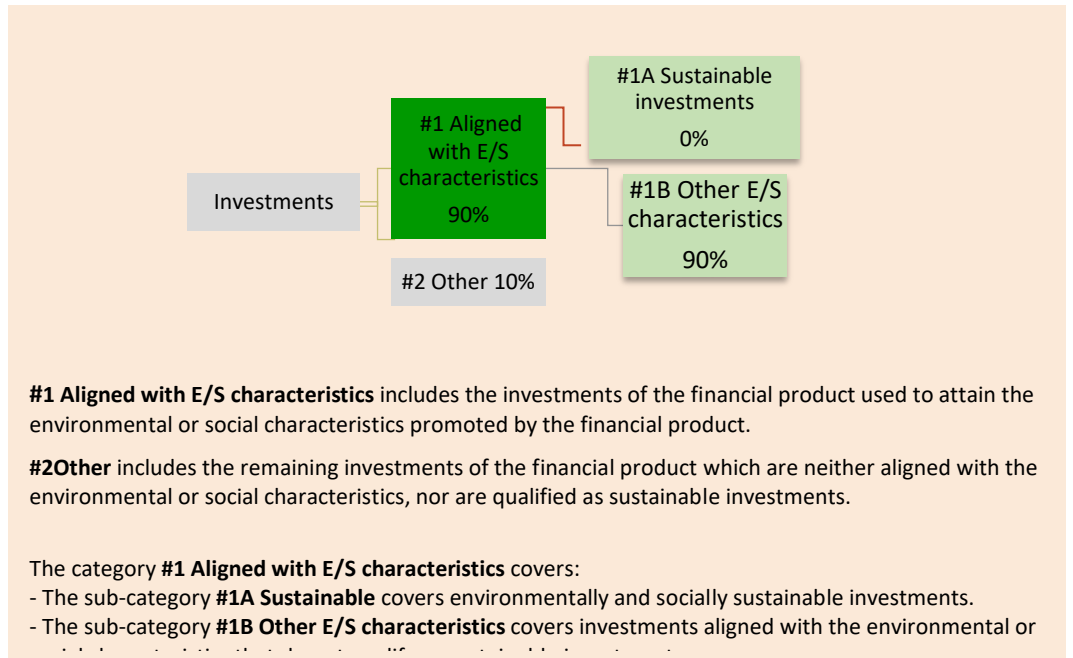 #1A Sustainable
investments
0%
#1 Aligned
with E/S
characteristics
90%
Investments
#1B Other E/S
characteristics
90%
#2 Other 10%
#1 Aligned with E/S characteristics includes the investments of the financial product used to attain the
environmental or social characteristics promoted by the financial product.
#2Other includes the remaining investments of the financial product which are neither aligned with the
environmental or social characteristics, nor are qualified as sustainable investments.
The category #1 Aligned with E/S characteristics covers:
- The sub-category #1A Sustainable covers environmentally and socially sustainable investments.
- The sub-category #1B Other E/S characteristics covers investments aligned with the environmental or